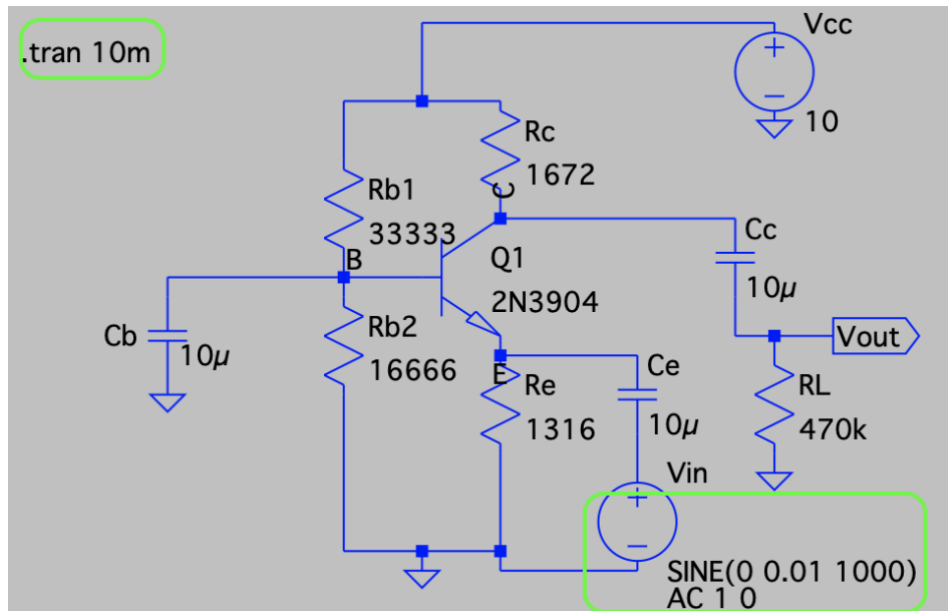 .tran 10m
Vcc
10
Rc
1672
C
Rb1
33333
B
Q1
2N3904
Cc
10µ
Vout
Cb
10µ
Rb2
16666
E
Re
1316
Ce
10µ
RL
470k
Vin
SINE(0 0.01 1000)
AC 1 0